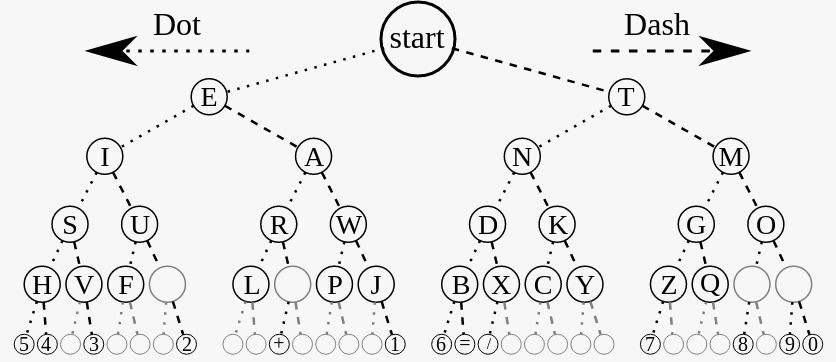 Dot
start
Dash
E T
I A N M
S U R W D K G O
H V F L P J B X C Y Z Q
5 4 3 2 + 1 6 = / 7 8 9 0